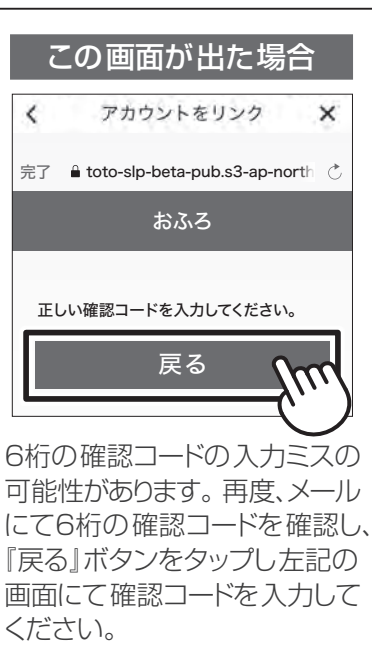 この画面が出た場合
アカウントをリンク
完了 toto-slp-beta-pub.s3-ap-north
おふろ
正しい確認コードを入力してください。
戻る
6桁の確認コードの入力ミスの
可能性があります。再度、メール
にて6桁の確認コードを確認し、
『戻る』ボタンをタップし左記の
画面にて確認コードを入力して
ください。